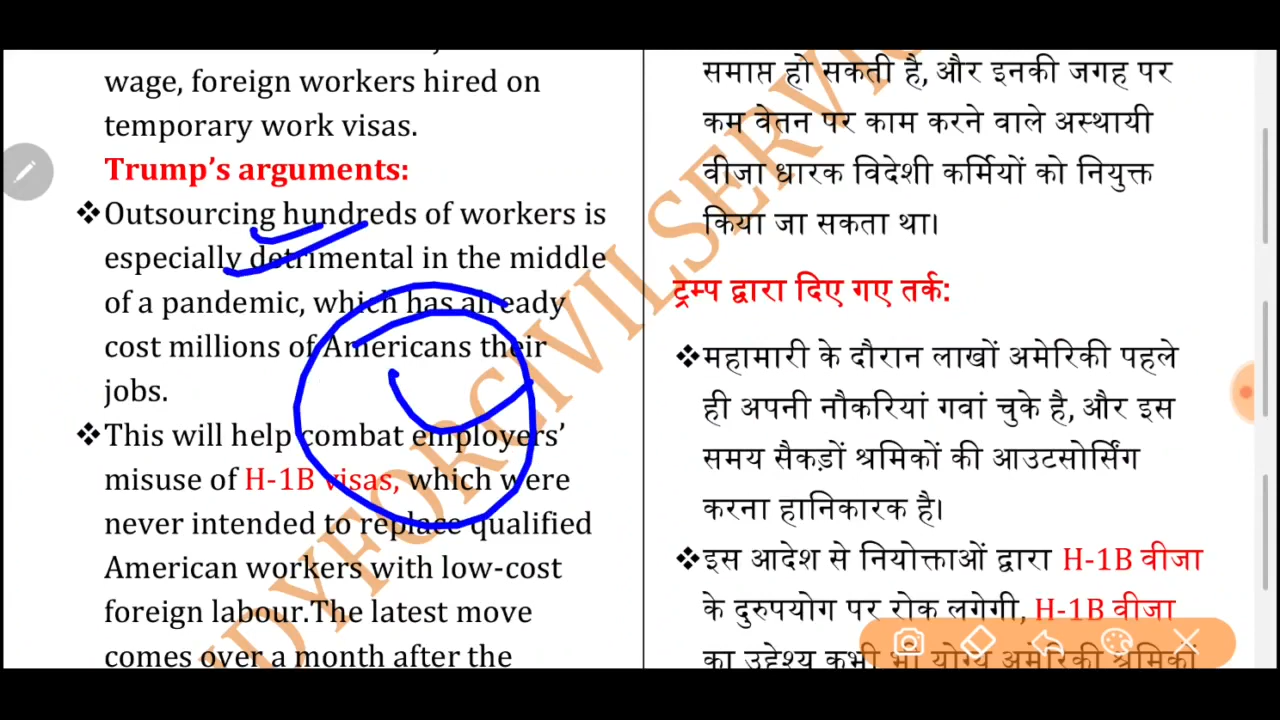 wage, foreign workers hired on
temporary work visas.
Trump’s arguments:
❖Outsourcing hundreds of workers is
especially detrimental in the middle
of a pandemic, which has already
cost millions of Americans their
jobs.
❖This will help combat employers’
misuse of H-1B visas, which were
never intended to replace qualified
American workers with low-cost
foreign labour.The latest move
comes over a month after the
समाप्त हो सकती है, और इनकी जगह पर
कम वेतन पर काम करने वाले अस्थायी
वीजा धारक विदेशी कर्मियों को नियुक्त
किया जा सकता था।
ट्रम्प द्वारा दिए गए तर्क:
❖महामारी के दौरान लाखों अमेरिकी पहले
ही अपनी नौकरियां गवां चुके है, और इस
समय सैकड़ों श्रमिकों की आउटसोर्सिंग
करना हानिकारक है।
❖इस आदेश से नियोक्ताओं द्वारा H-1B वीजा
के दुरुपयोग पर रोक लगेगी, H-1B वीजा
का उद्देश्य कभी भी योग्य अमेरिकी श्रमिकों
DYFORCIVILSERVIC